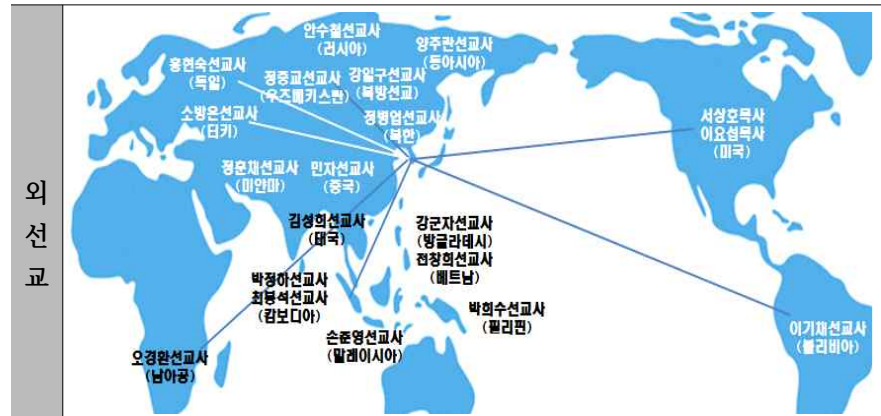 외
선
교
안수철선교사
(러시아)
양주란선교사
(동아시아)
홍현숙선교사
(독일)
정중교선교사
(우즈베키스탄)
강일구선교사
(북방선교)
소방은선교사
(터키)
정병업선교사
(북한)
서상호목사
이요섭목사
(미국)
정훈재선교사
(미얀마)
민자선교사
(중국)
김성희선교사
(태국)
강군자선교사
(방글라데시)
전창희선교사
(베트남)
박정하선교사
최봉석선교사
(캄보디아)
박희수선교사
(필리핀)
손준영선교사
(말레이시아)
이기채선교사
(볼리비아)
오경환선교사
(남아공)